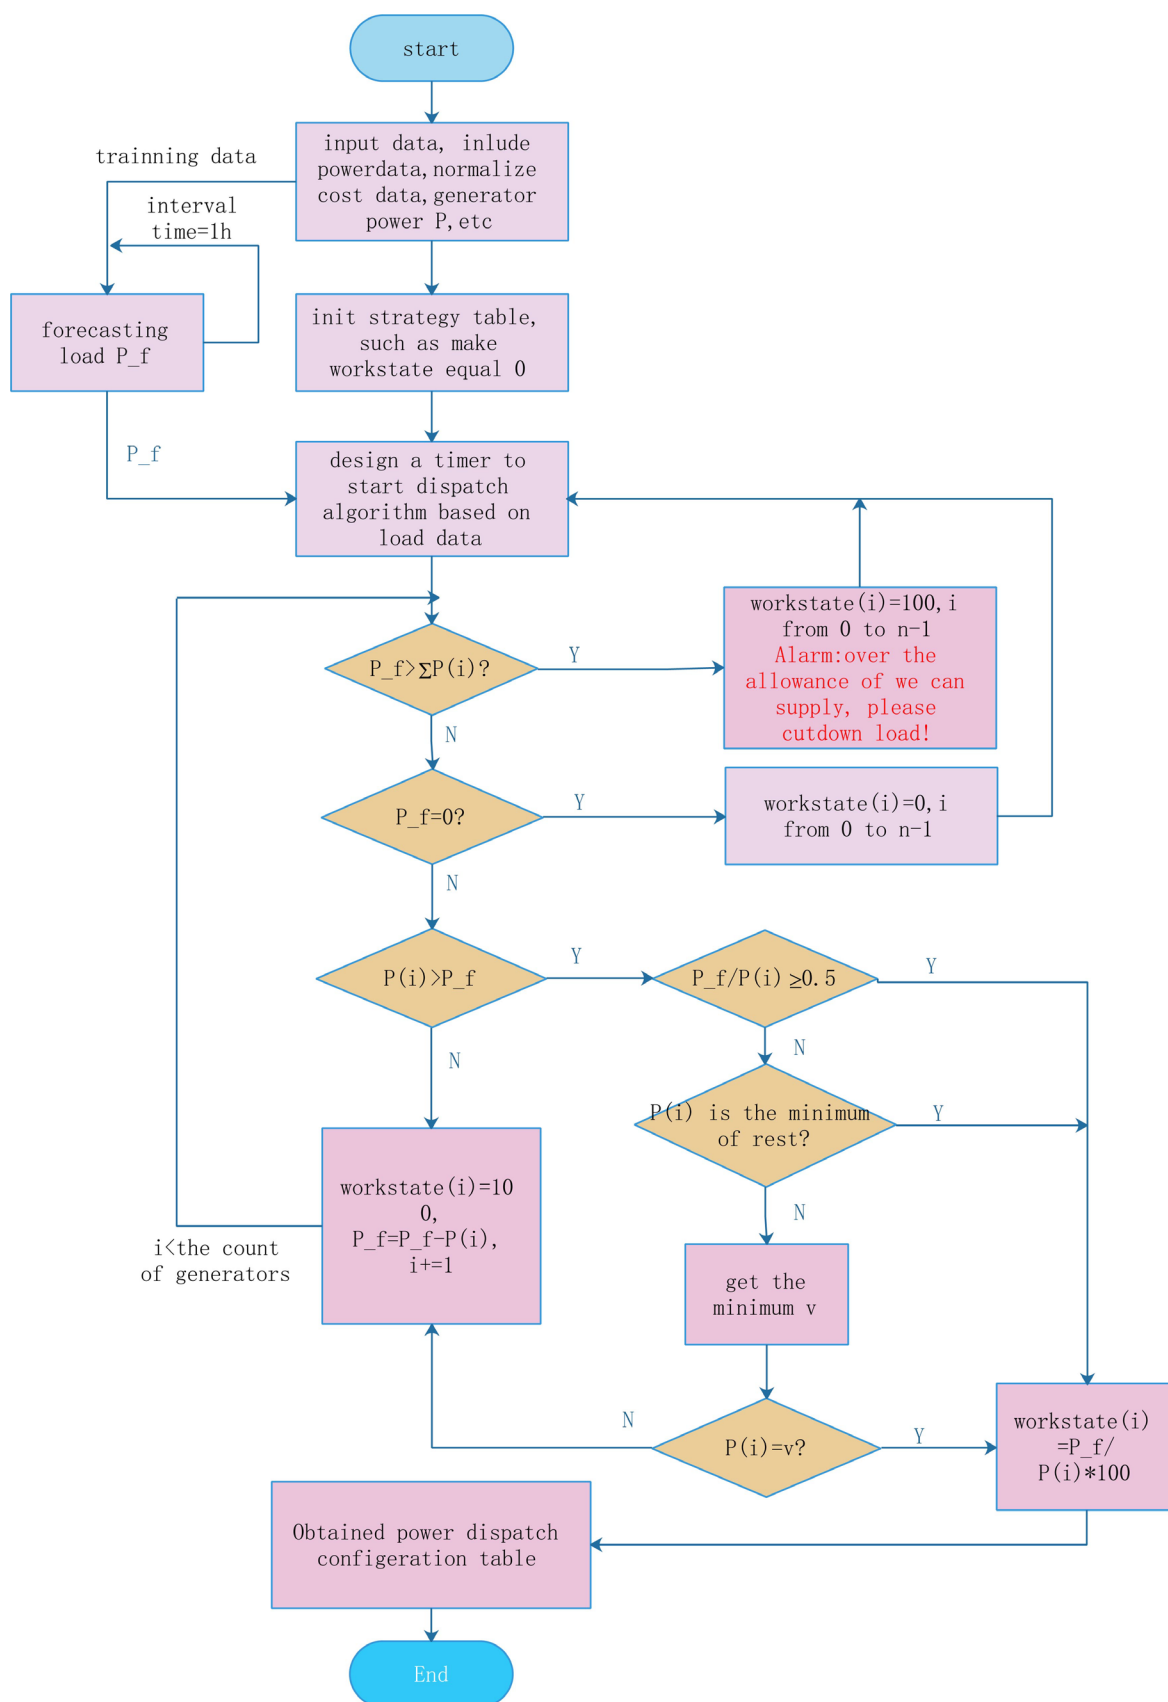 start
input data, inlude
powerdata,normalize
cost data,generator
power P,etc
trainning data
interval
time=1h
forecasting
load P_f
init strategy table,
such as make
workstate equal 0
P_f
design a timer to
start dispatch
algorithm based on
load data
P_f>ΣP(i)?
Y
workstate(i)=100,i
from 0 to n-1
Alarm:over the
allowance of we can
supply, please
cutdown load!
N
P_f=0?
Y
workstate(i)=0,i
from 0 to n-1
N
P(i)>P_f
Y
P_f/P(i)≥0.5
Y
N
N
P(i) is the minimum
of rest?
Y
workstate(i)=10
0,
P_f=P_f-P(i),
i+=1
i<the count
of generators
N
get the
minimum v
N
P(i)=v?
Y
workstate(i)
=P_f/
P(i)*100
Obtained power dispatch
configeration table
End